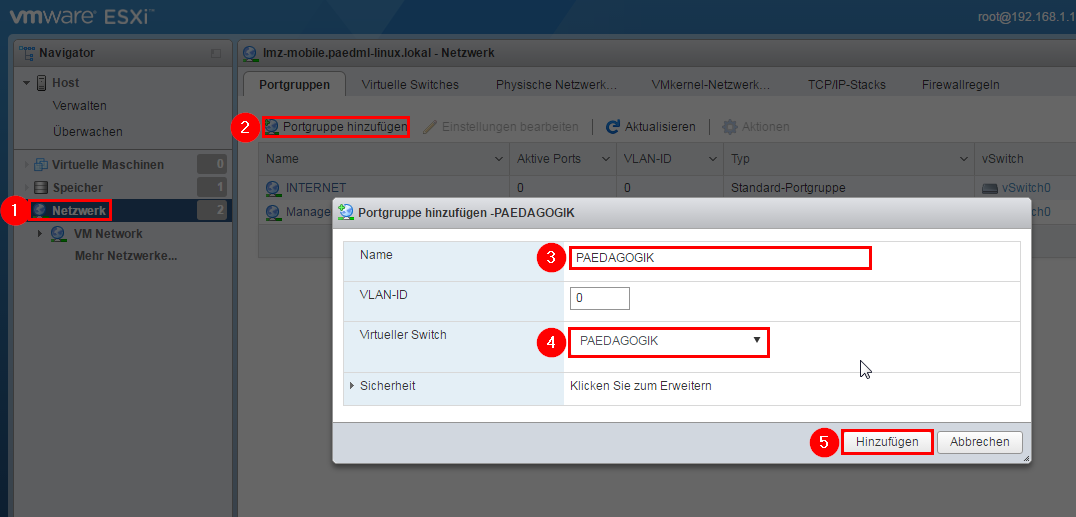 vmware ESXi™
root@192.168.1.1
Navigator
Host
Verwalten
Überwachen
Virtuelle Maschinen 0
Speicher 1
1 Netzwerk 2
VM Network
Mehr Netzwerke...
lmz-mobile.paedml-linux.lokal - Netzwerk
Portgruppen Virtuelle Switches Physische Netzwerk... VMkernel-Netzwerk... TCP/IP-Stacks Firewallregeln
2 Portgruppe hinzufügen Einstellungen bearbeiten Aktualisieren Aktionen
Name Aktive Ports VLAN-ID Typ vSwitch
INTERNET 0 0 Standard-Portgruppe vSwitch0
Manage
Portgruppe hinzufügen -PAEDAGOGIK
Name 3 PAEDAGOGIK
VLAN-ID 0
Virtueller Switch 4 PAEDAGOGIK
Sicherheit Klicken Sie zum Erweitern
5 Hinzufügen Abbrechen